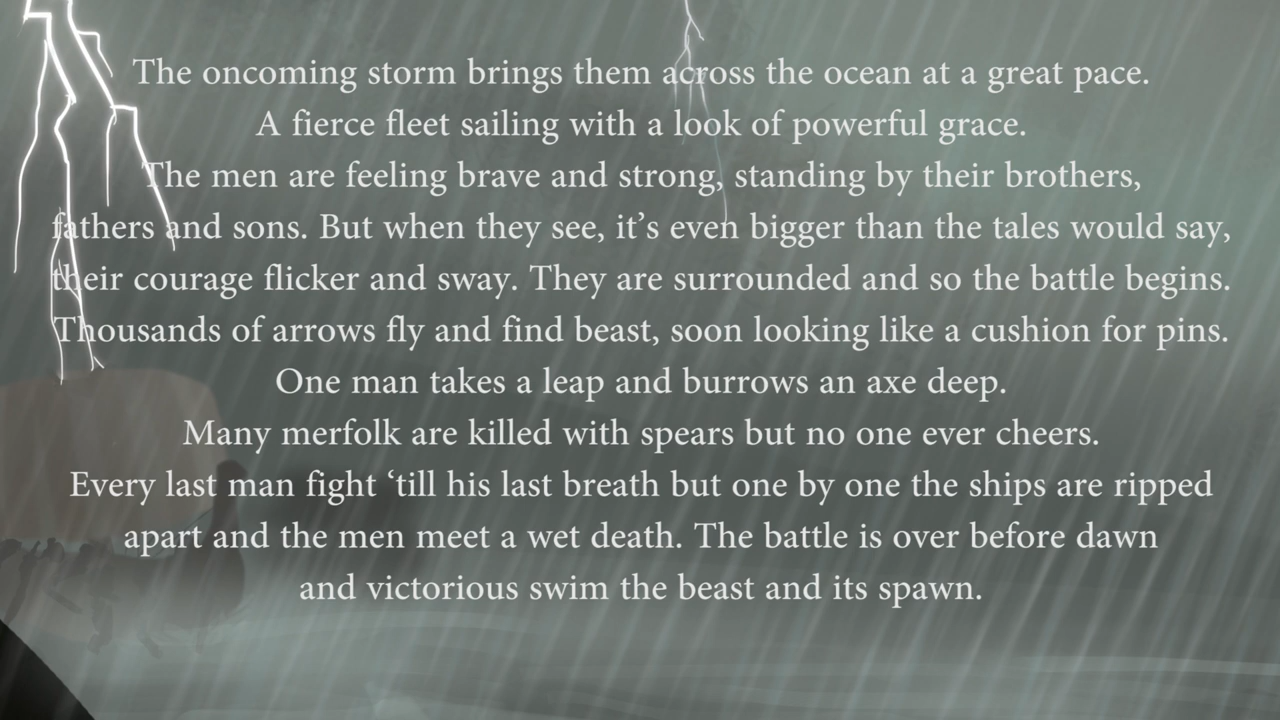 The oncoming storm brings them across the ocean at a great pace.
A fierce fleet sailing with a look of powerful grace.
The men are feeling brave and strong, standing by their brothers,
fathers and sons. But when they see, it’s even bigger than the tales would say,
their courage flicker and sway. They are surrounded and so the battle begins.
Thousands of arrows fly and find beast, soon looking like a cushion for pins.
One man takes a leap and burrows an axe deep.
Many merfolk are killed with spears but no one ever cheers.
Every last man fight ‘till his last breath but one by one the ships are ripped
apart and the men meet a wet death. The battle is over before dawn
and victorious swim the beast and its spawn.